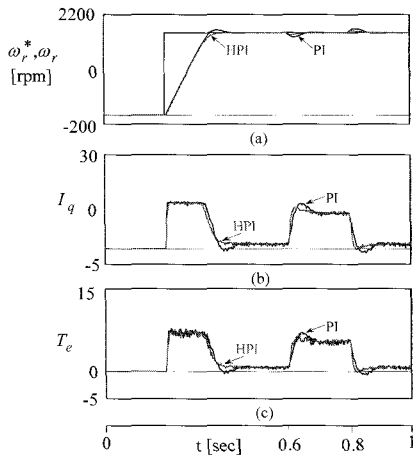 2200
ω_r^*,ω_r
[rpm]
0
-200
HPI
PI
(a)
30
I_q
0
-5
HPI
PI
(b)
15
T_e
0
-5
HPI
PI
(c)
0
t [sec]
0.6
0.8
1